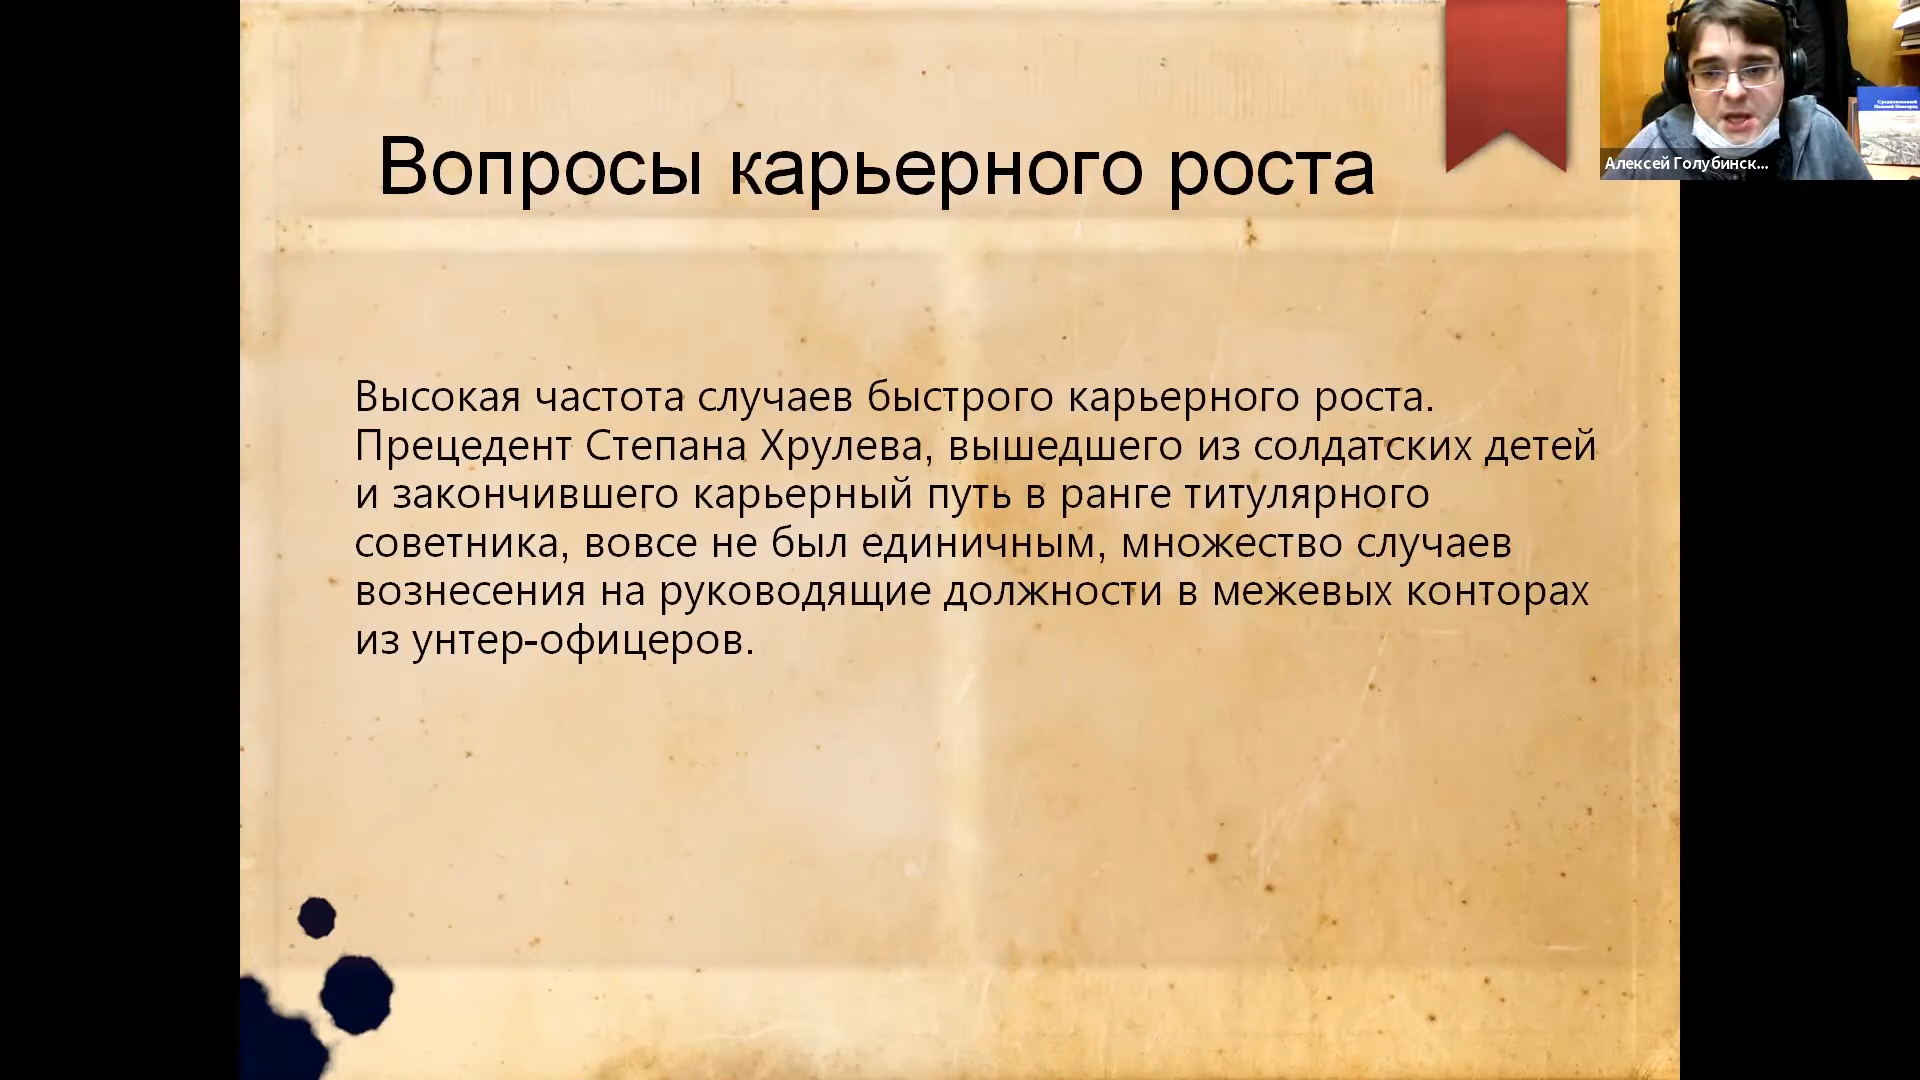 Вопросы карьерного роста
Высокая частота случаев быстрого карьерного роста.
Прецедент Степана Хрулева, вышедшего из солдатских детей
и закончившего карьерный путь в ранге титулярного
советника, вовсе не был единичным, множество случаев
вознесения на руководящие должности в межевых конторах
из унтер-офицеров.
Алексей Голубинск...